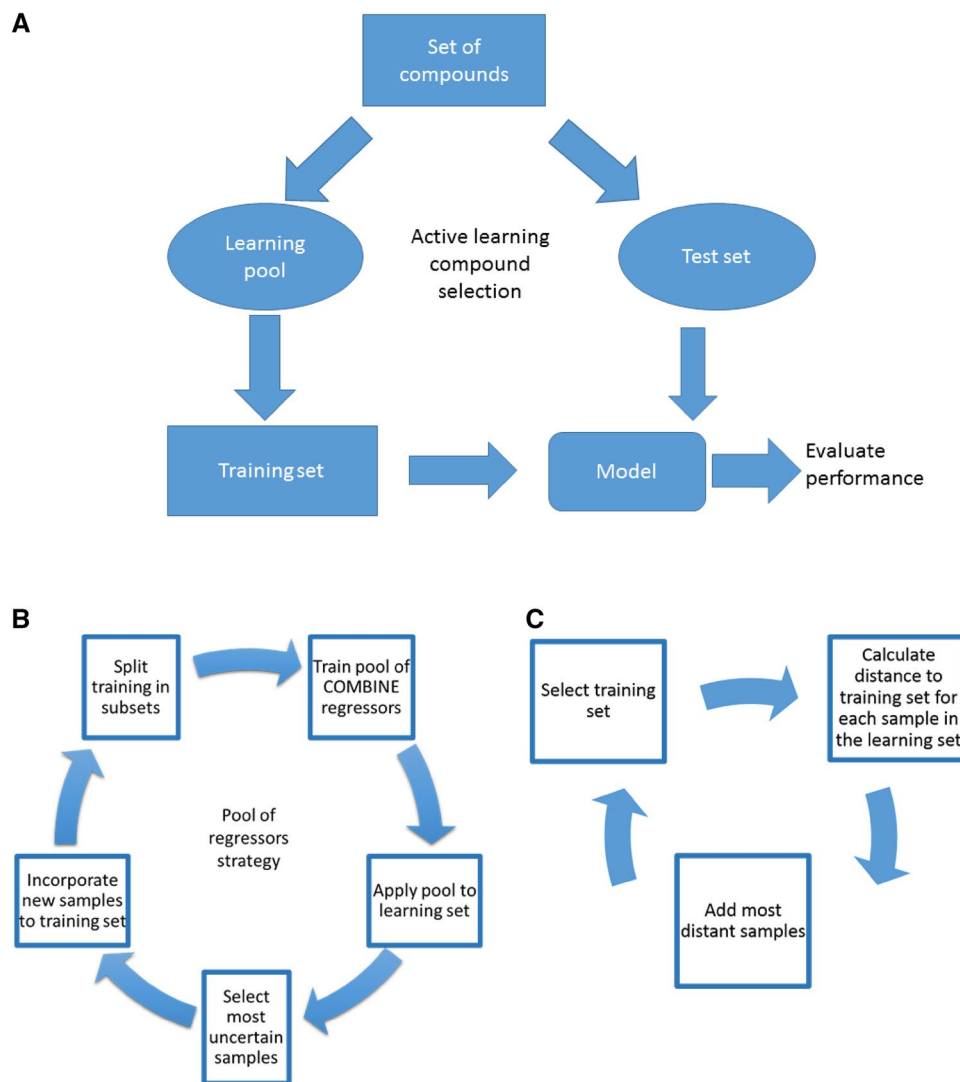 A
Set of
compounds
Learning
pool
Active learning
compound
selection
Test set
Training set
Model
Evaluate
performance
B
Split
training in
subsets
Train pool of
COMBINE
regressors
Pool of
regressors
strategy
Incorporate
new samples
to training set
Apply pool to
learning set
Select
most
uncertain
samples
C
Select training
set
Calculate
distance to
training set for
each sample in
the learning set
Add most
distant samples